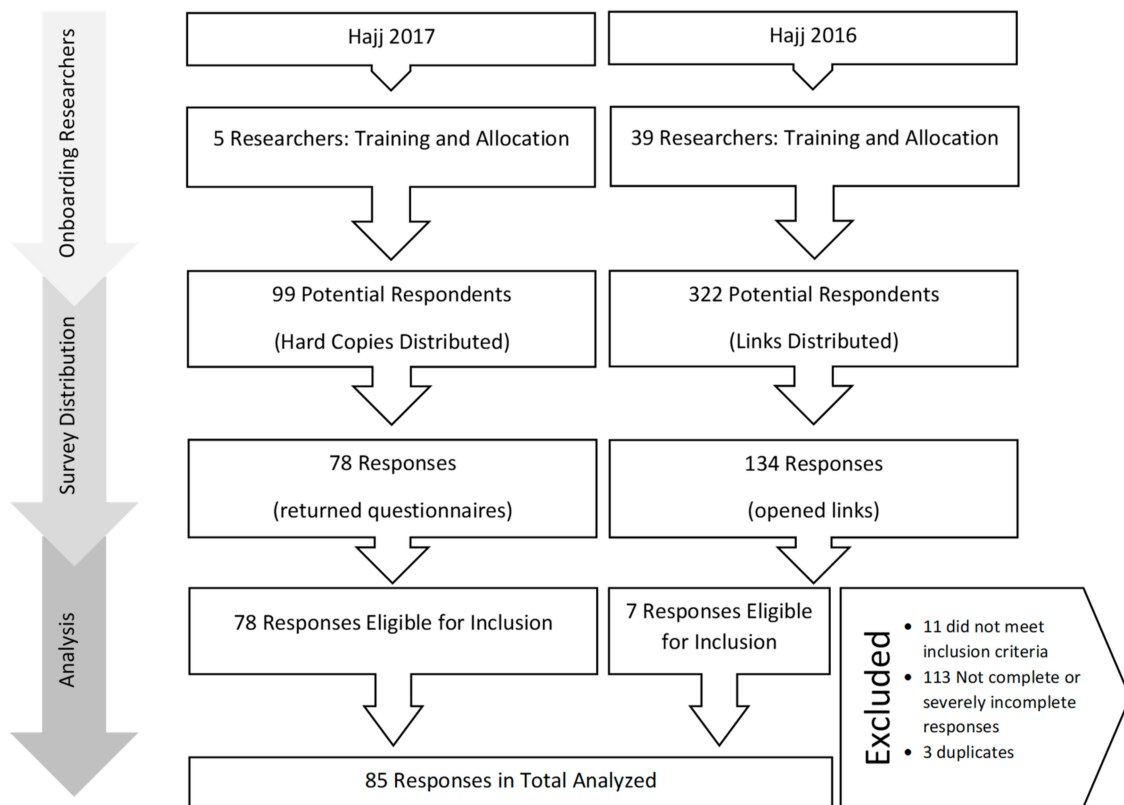 Onboarding Researchers
Survey Distribution
Analysis
Hajj 2017
Hajj 2016
5 Researchers: Training and Allocation
39 Researchers: Training and Allocation
99 Potential Respondents
(Hard Copies Distributed)
322 Potential Respondents
(Links Distributed)
78 Responses
(returned questionnaires)
134 Responses
(opened links)
78 Responses Eligible for Inclusion
7 Responses Eligible
for Inclusion
Excluded
• 11 did not meet
inclusion criteria
• 113 Not complete or
severely incomplete
responses
• 3 duplicates
85 Responses in Total Analyzed